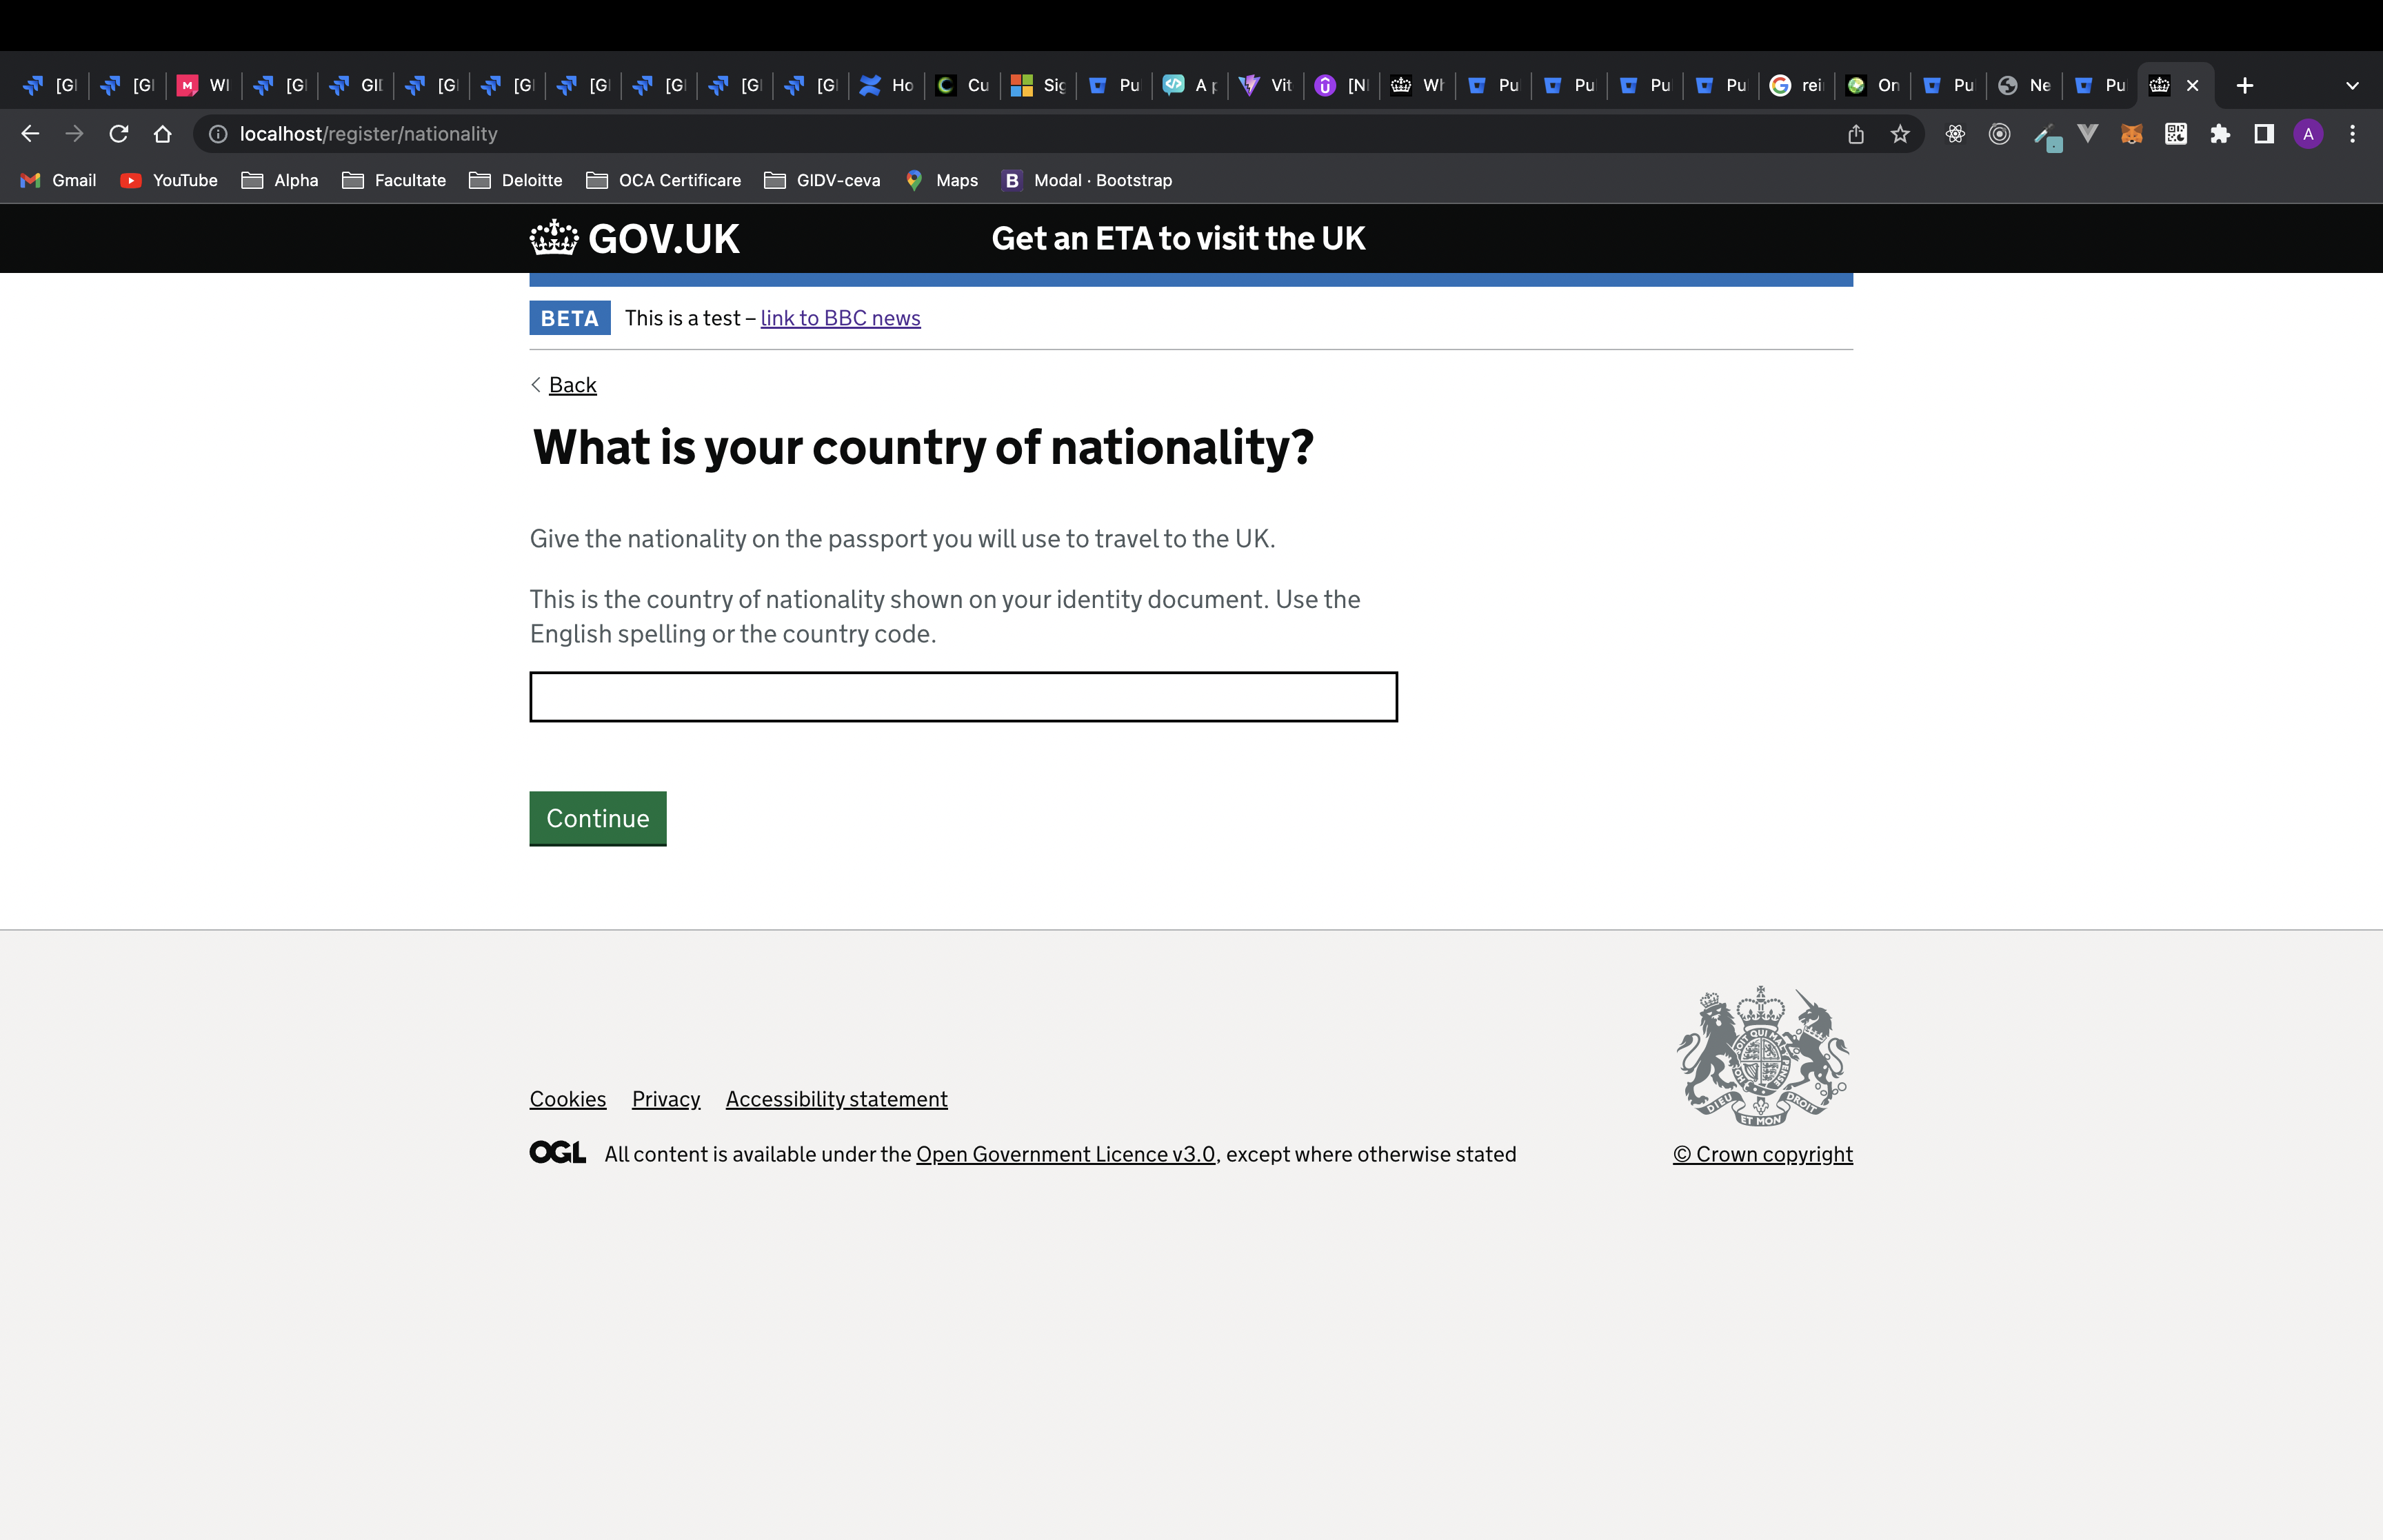 [G [G WI [G GI [G [G [G [G [G [G Ho Cu Sig Pu A p Vit [N Wh Pu Pu Pu Pu rei On Pu Ne Pu
localhost/register/nationality A
Gmail YouTube Alpha Facultate Deloitte OCA Certificare GIDV-ceva Maps B Modal · Bootstrap
GOV.UK Get an ETA to visit the UK
BETA This is a test – link to BBC news
Back
What is your country of nationality?
Give the nationality on the passport you will use to travel to the UK.
This is the country of nationality shown on your identity document. Use the
English spelling or the country code.
Continue
DIEU ET MON DROIT
Cookies Privacy Accessibility statement
OGL All content is available under the Open Government Licence v3.0, except where otherwise stated © Crown copyright